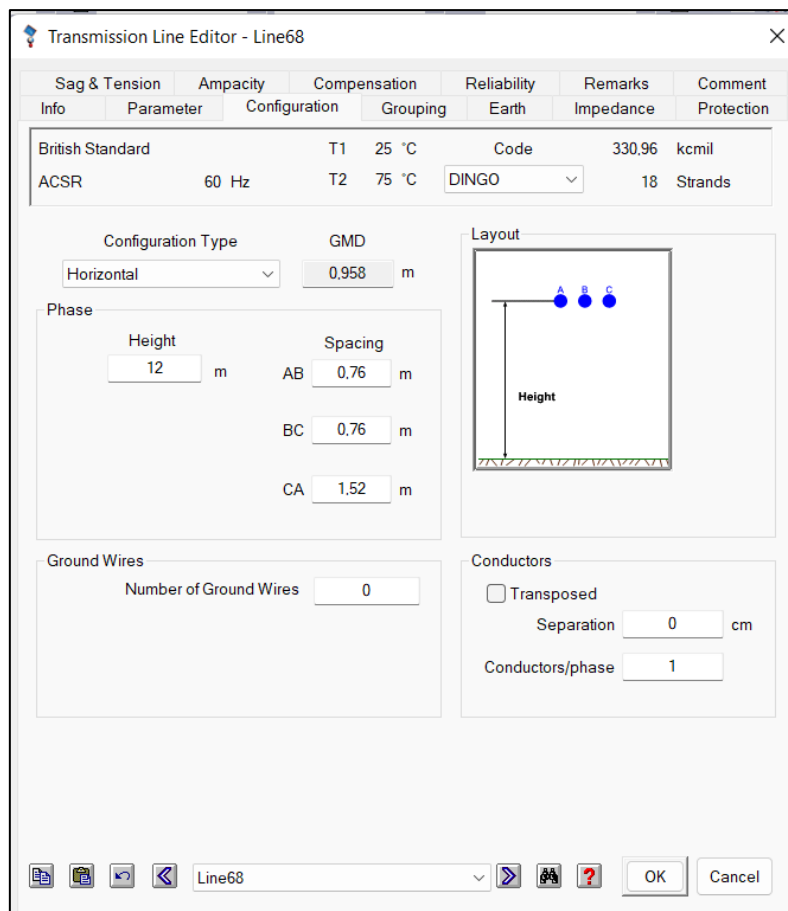 Transmission Line Editor - Line68
Sag & Tension Ampacity Compensation Reliability Remarks Comment
Info Parameter Configuration Grouping Earth Impedance Protection
British Standard T1 25 °C Code 330,96 kcmil
ACSR 60 Hz T2 75 °C DINGO 18 Strands
Configuration Type GMD
Horizontal 0,958 m
Layout
A B C
Height
Phase
Height Spacing
12 m AB 0,76 m
BC 0,76 m
CA 1,52 m
Ground Wires
Number of Ground Wires 0
Conductors
Transposed
Separation 0 cm
Conductors/phase 1
Line68 ? OK Cancel